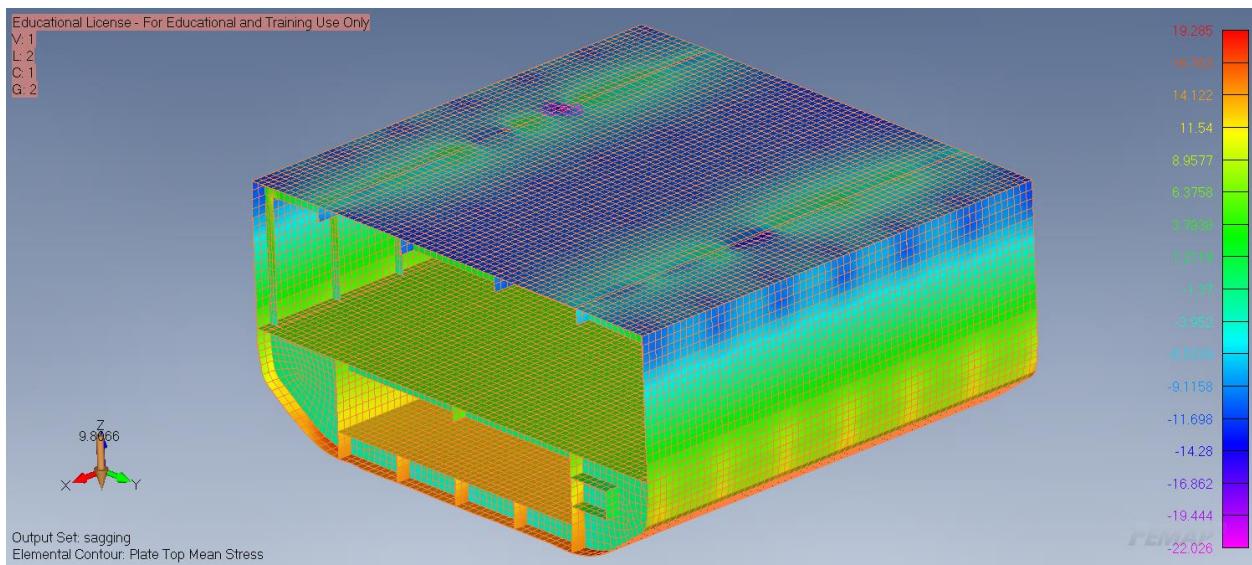 Educational License - For Educational and Training Use Only
V: 1
L: 2
C: 1
G: 2
19.285
14.122
11.54
8.9577
6.3758
-9.1158
-11.698
-14.28
-16.862
-19.444
-22.026
Z
X
Y
Output Set: sagging
Elemental Contour: Plate Top Mean Stress
FEMAP